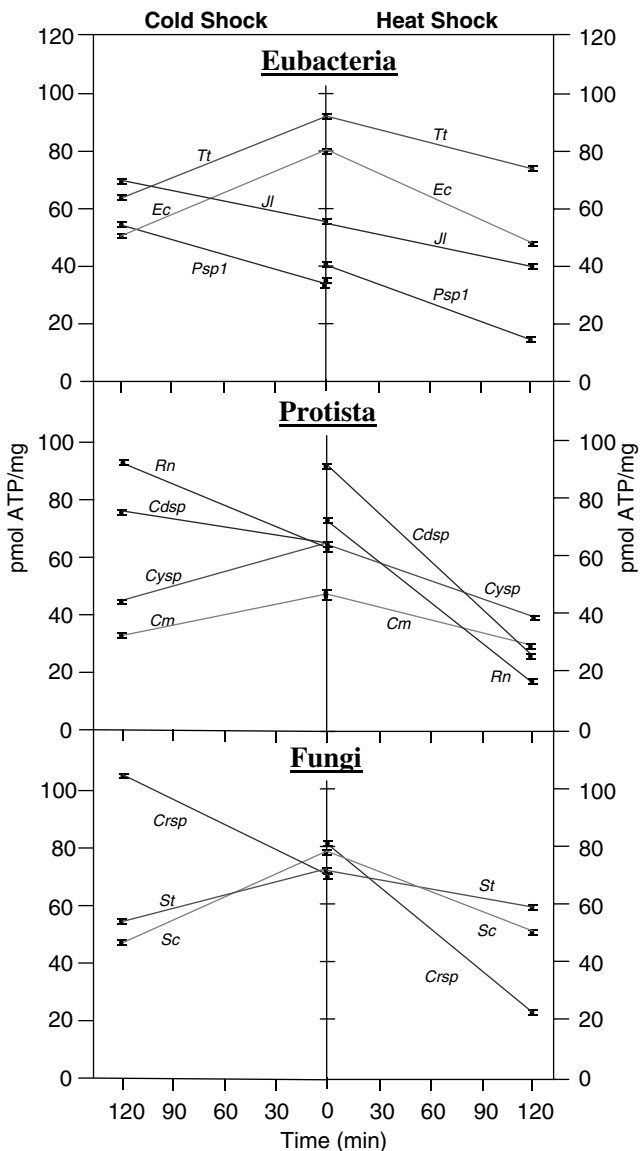 Cold Shock Heat Shock
Eubacteria
120 120
100 100
80 80
60 60
40 40
20 20
0 0
Tt Tt
Ec Ec
Jl Jl
Psp1 Psp1
Protista
pmol ATP/mg pmol ATP/mg
100 100
80 80
60 60
40 40
20 20
0 0
Rn
Cdsp Cdsp
Cysp Cysp
Cm Cm
Rn
Fungi
100 100
80 80
60 60
40 40
20 20
0 0
Crsp
St St
Sc Sc
Crsp
120 90 60 30 0 30 60 90 120
Time (min)